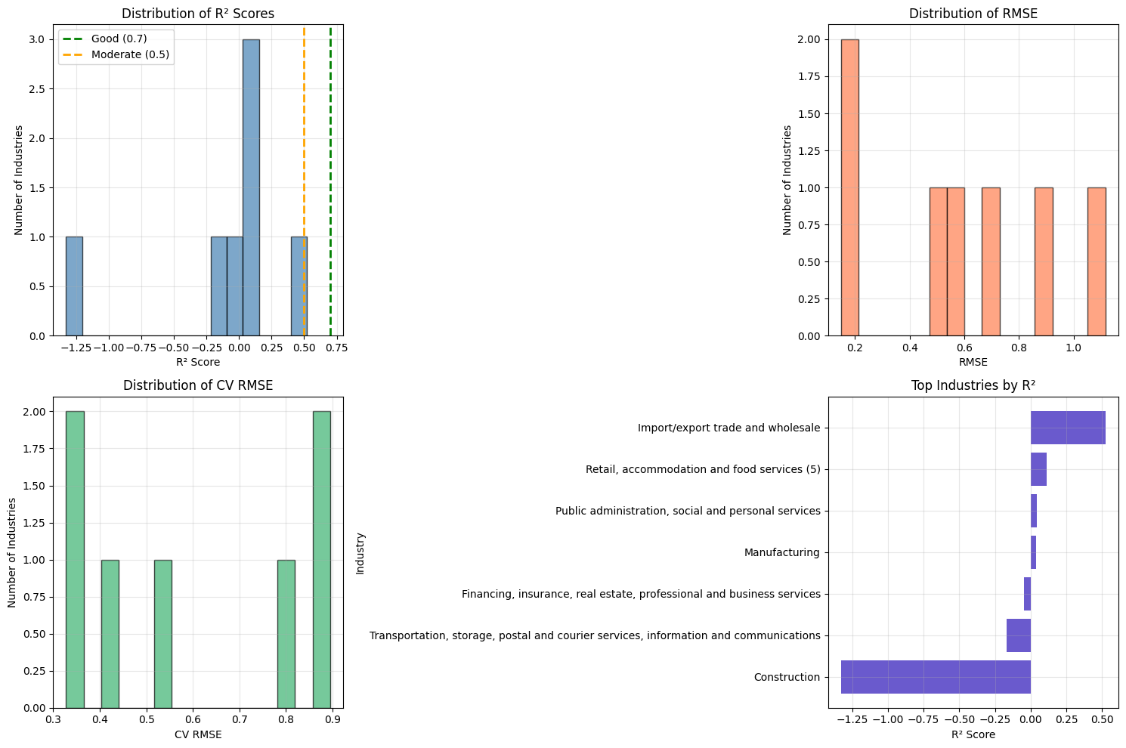 Distribution of R² Scores
Good (0.7)
Moderate (0.5)
Number of Industries
3.0
2.5
2.0
1.5
1.0
0.5
0.0
−1.25 −1.00 −0.75 −0.50 −0.25 0.00 0.25 0.50 0.75
R² Score
Distribution of RMSE
Number of Industries
2.00
1.75
1.50
1.25
1.00
0.75
0.50
0.25
0.00
0.2 0.4 0.6 0.8 1.0
RMSE
Distribution of CV RMSE
Number of Industries
2.00
1.75
1.50
1.25
1.00
0.75
0.50
0.25
0.00
0.3 0.4 0.5 0.6 0.7 0.8 0.9
CV RMSE
Top Industries by R²
Industry
Import/export trade and wholesale
Retail, accommodation and food services (5)
Public administration, social and personal services
Manufacturing
Financing, insurance, real estate, professional and business services
Transportation, storage, postal and courier services, information and communications
Construction
−1.25 −1.00 −0.75 −0.50 −0.25 0.00 0.25 0.50
R² Score